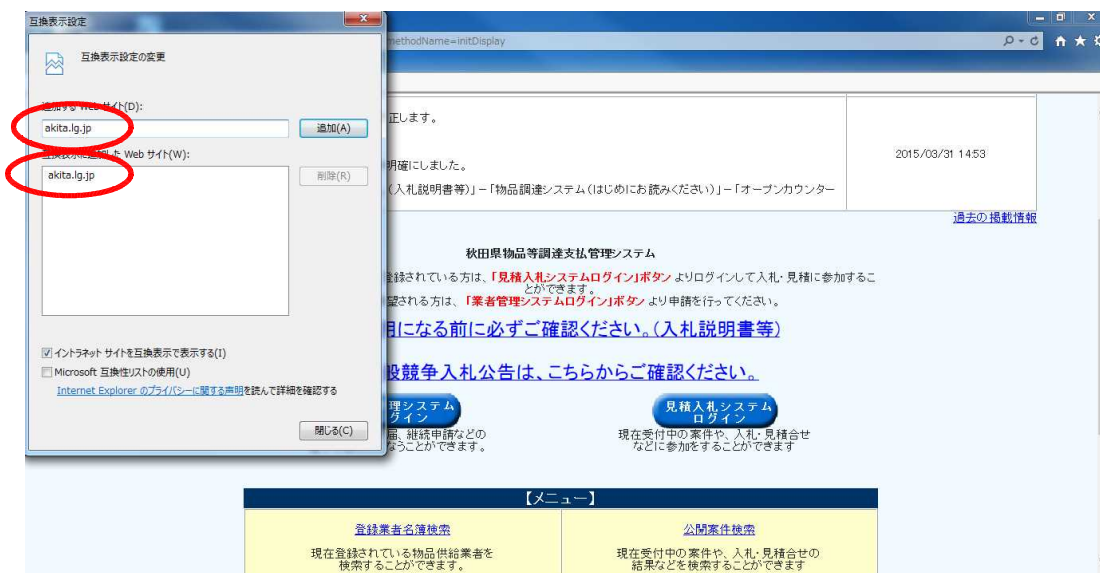 互換表示設定
互換表示設定の変更
追加する Web サイト(D):
akita.lg.jp
追加(A)
互換表示に追加した Web サイト(W):
akita.lg.jp
削除(R)
イントラネット サイトを互換表示で表示する(I)
Microsoft 互換性リストの使用(U)
Internet Explorer のプライバシーに関する声明を読んで詳細を確認する
閉じる(C)
methodName=initDisplay
正します。
明確にしました。
(入札説明書等)」－「物品調達システム(はじめにお読みください)」－「オープンカウンター
2015/03/31 14:53
過去の掲載情報
秋田県物品等調達支払管理システム
登録されている方は、「見積入札システムログイン」ボタン よりログインして入札・見積に参加するこ
とができます。
望される方は、「業者管理システムログイン」ボタン より申請を行ってください。
用になる前に必ずご確認ください。(入札説明書等)
般競争入札公告は、こちらからご確認ください。
理システム
グイン
届、継続申請などの
なうことができます。
見積入札システム
ログイン
現在受付中の案件や、入札・見積合せ
などに参加をすることができます
【メニュー】
登録業者名簿検索
現在登録されている物品供給業者を
検索することができます。
公開案件検索
現在受付中の案件や、入札・見積合せの
結果などを検索することができます